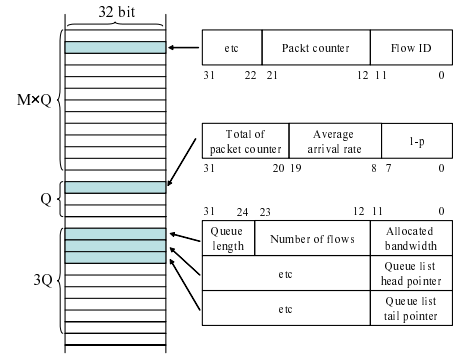 32 bit
etc Packt counter Flow ID
31 22 21 12 11 0
M×Q
Total of packet counter Average arrival rate 1-p
31 20 19 8 7 0
Q
31 24 23 12 11 0
Queue length Number of flows Allocated bandwidth
etc Queue list head pointer
3Q
etc Queue list tail pointer